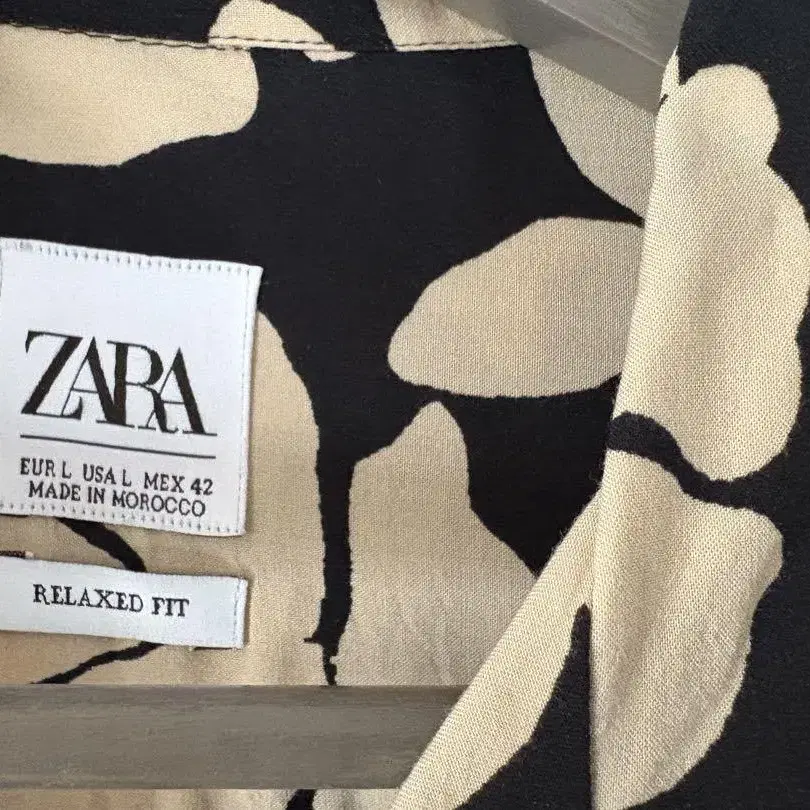 ZARA
EUR L USA L MEX 42
MADE IN MOROCCO
RELAXED FIT